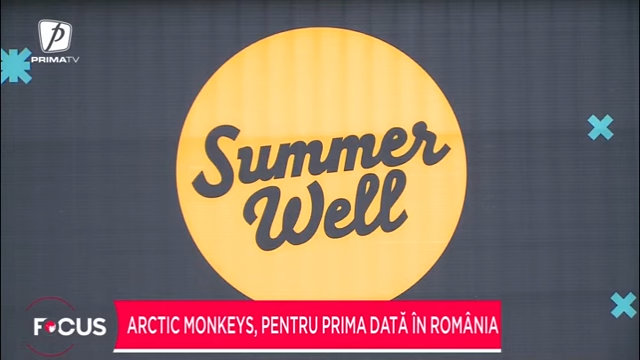 PRIMATV
Summer
Well
FOCUS
ARCTIC MONKEYS, PENTRU PRIMA DATĂ ÎN ROMÂNIA